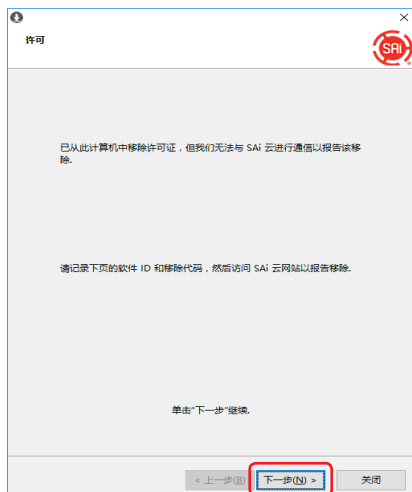 许可
SAi
已从此计算机中移除许可证，但我们无法与 SAi 云进行通信以报告该移
除.
请记录下页的软件 ID 和移除代码，然后访问 SAi 云网站以报告移除.
单击"下一步"继续.
< 上一步(B)
下一步(N) >
关闭